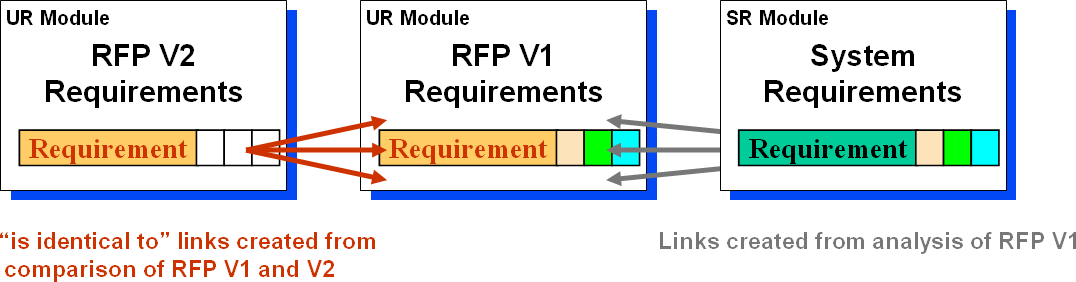 UR Module
RFP V2
Requirements
Requirement
UR Module
RFP V1
Requirements
Requirement
SR Module
System
Requirements
Requirement
“is identical to” links created from
comparison of RFP V1 and V2
Links created from analysis of RFP V1